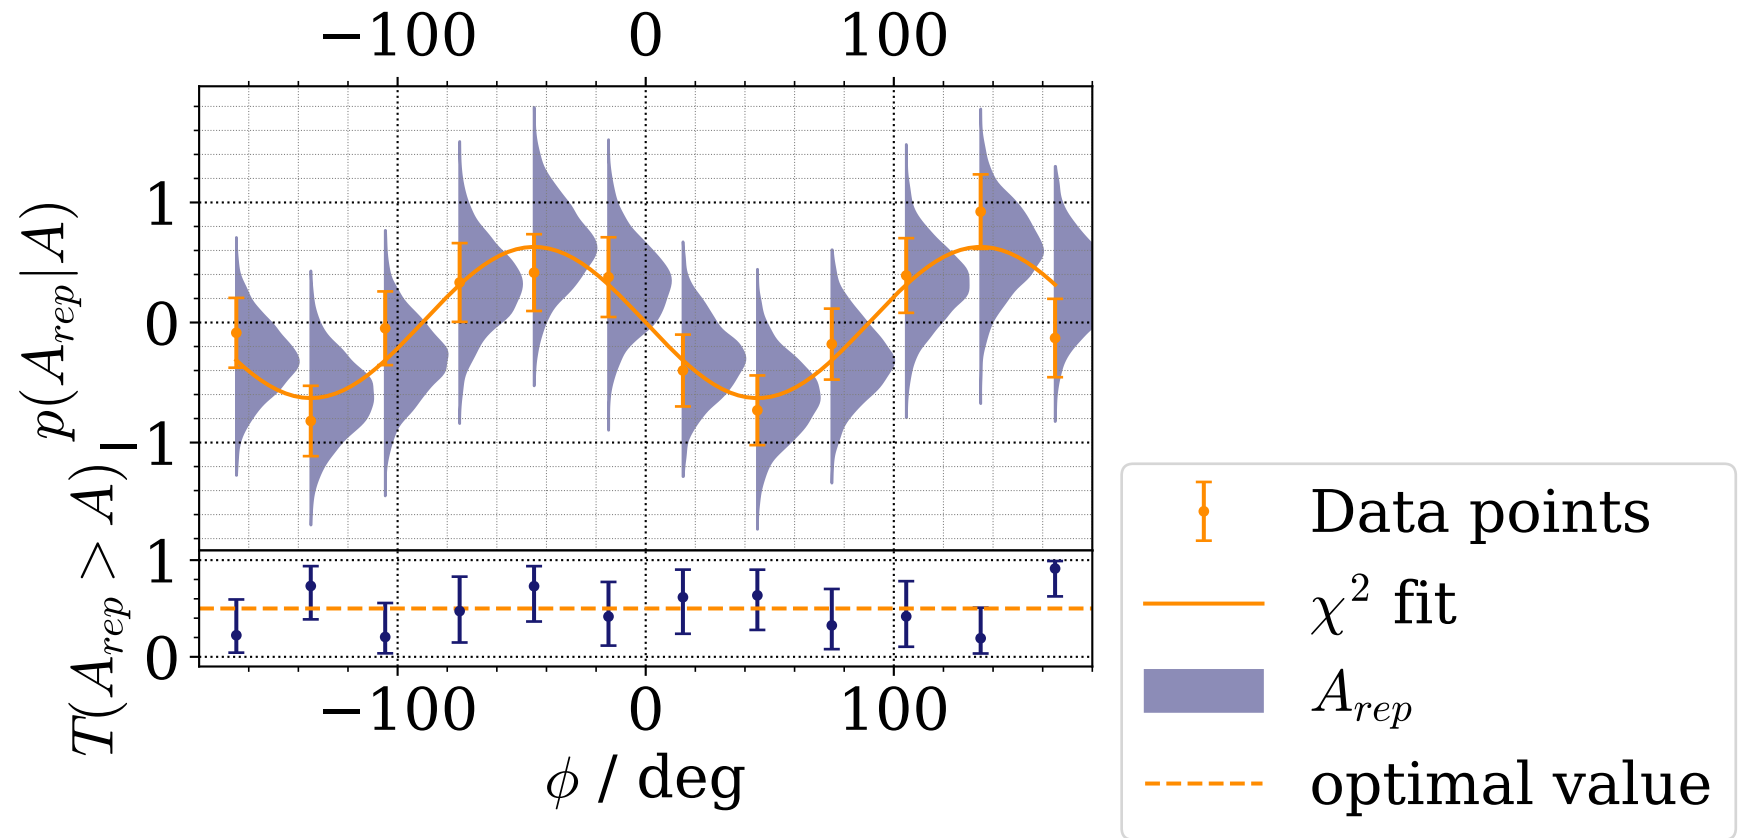 −100 0 100
p(A_rep|A)
1
0
−1
T(A_rep > A)
1
0
−100 0 100
ϕ / deg
Data points
χ² fit
A_rep
optimal value